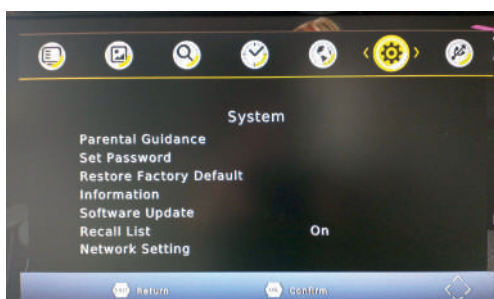 System
Parental Guidance
Set Password
Restore Factory Default
Information
Software Update
Recall List On
Network Setting
Return Confirm